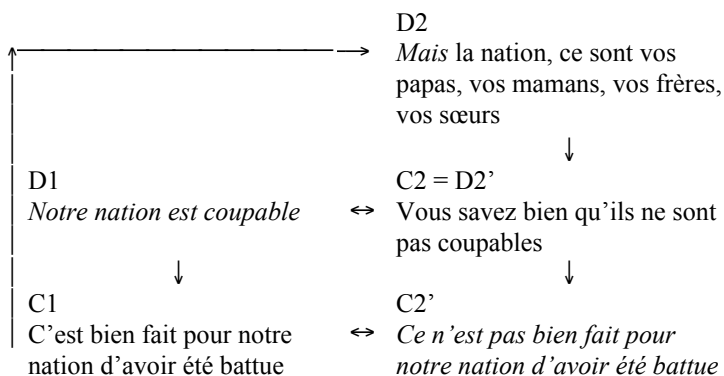 D2
Mais la nation, ce sont vos
papas, vos mamans, vos frères,
vos sœurs
D1
Notre nation est coupable
C2 = D2’
Vous savez bien qu’ils ne sont
pas coupables
C1
C’est bien fait pour notre
nation d’avoir été battue
C2’
Ce n’est pas bien fait pour
notre nation d’avoir été battue